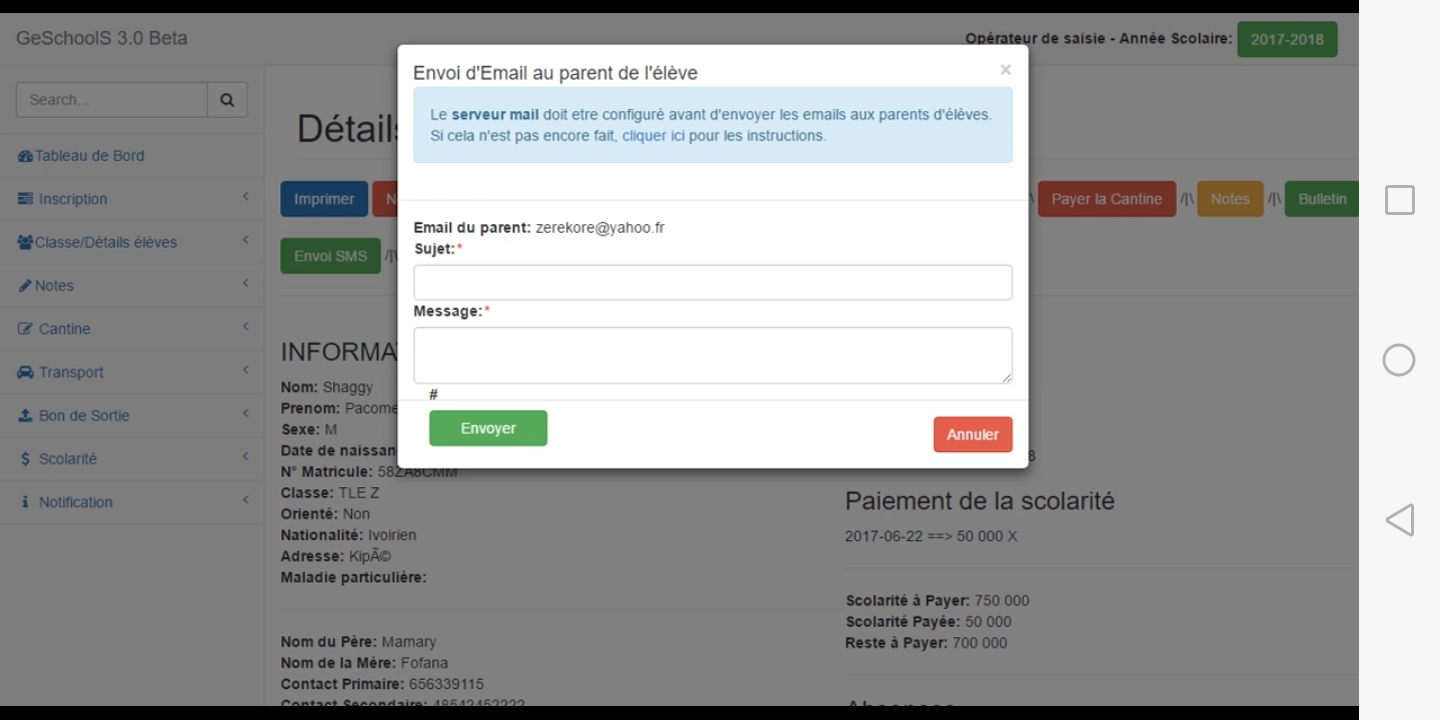 GeSchoolS 3.0 Beta
Opérateur de saisie - Année Scolaire: 2017-2018
Search...
Tableau de Bord
Inscription
Classe/Détails élèves
Notes
Cantine
Transport
Bon de Sortie
$ Scolarité
Notification
Détails
Imprimer N
\ Payer la Cantine /|\ Notes /|\ Bulletin
Envoi SMS /|\
Envoi d'Email au parent de l'élève ×
Le serveur mail doit etre configuré avant d'envoyer les emails aux parents d'élèves.
Si cela n'est pas encore fait, cliquer ici pour les instructions.
Email du parent: zerekore@yahoo.fr
Sujet:*
Message:*
#
Envoyer Annuler
INFORMA
Nom: Shaggy
Prenom: Pacome
Sexe: M
Date de naissan
N° Matricule: 58ZA8CMM
Classe: TLE Z
Orienté: Non
Nationalité: Ivoirien
Adresse: KipÃ©
Maladie particulière:
Nom du Père: Mamary
Nom de la Mère: Fofana
Contact Primaire: 656339115
Contact Secondaire: 48542452222
8
Paiement de la scolarité
2017-06-22 ==> 50 000 X
Scolarité à Payer: 750 000
Scolarité Payée: 50 000
Reste à Payer: 700 000
Absences